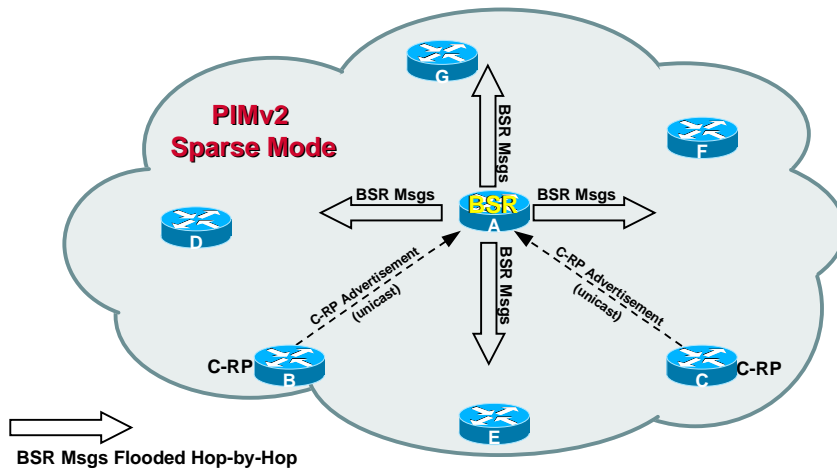 G
PIMv2
Sparse Mode
BSR Msgs
F
BSR Msgs
BSR Msgs
BSR
A
D
BSR Msgs
C-RP Advertisement
(unicast)
C-RP Advertisement
(unicast)
C-RP
B
C
C-RP
E
BSR Msgs Flooded Hop-by-Hop